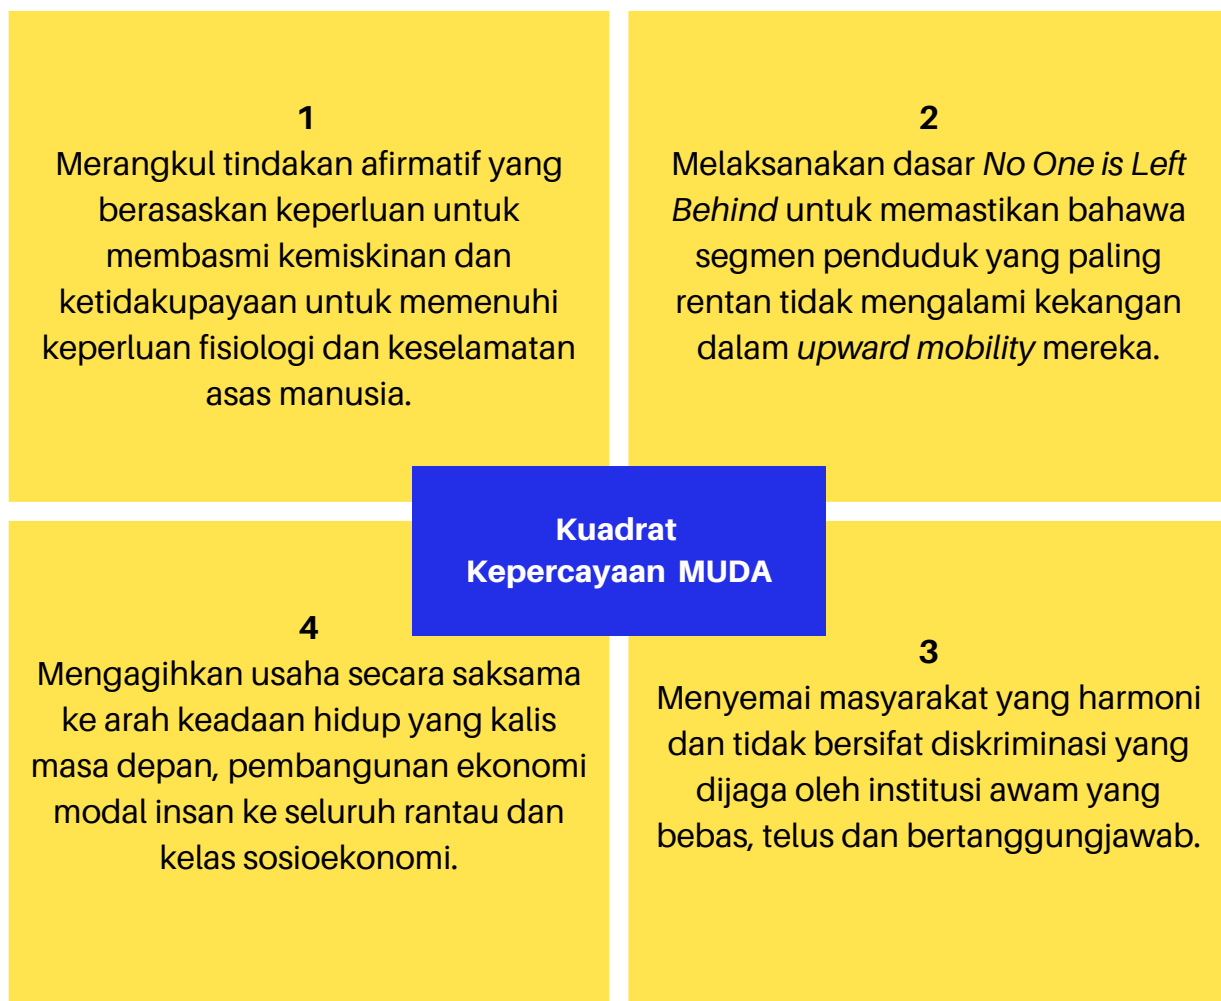 1
Merangkul tindakan afirmatif yang
berasaskan keperluan untuk
membasmi kemiskinan dan
ketidakupayaan untuk memenuhi
keperluan fisiologi dan keselamatan
asas manusia.
2
Melaksanakan dasar No One is Left
Behind untuk memastikan bahawa
segmen penduduk yang paling
rentan tidak mengalami kekangan
dalam upward mobility mereka.
Kuadrat
Kepercayaan MUDA
3
Menyemai masyarakat yang harmoni
dan tidak bersifat diskriminasi yang
dijaga oleh institusi awam yang
bebas, telus dan bertanggungjawab.
4
Mengagihkan usaha secara saksama
ke arah keadaan hidup yang kalis
masa depan, pembangunan ekonomi
modal insan ke seluruh rantau dan
kelas sosioekonomi.